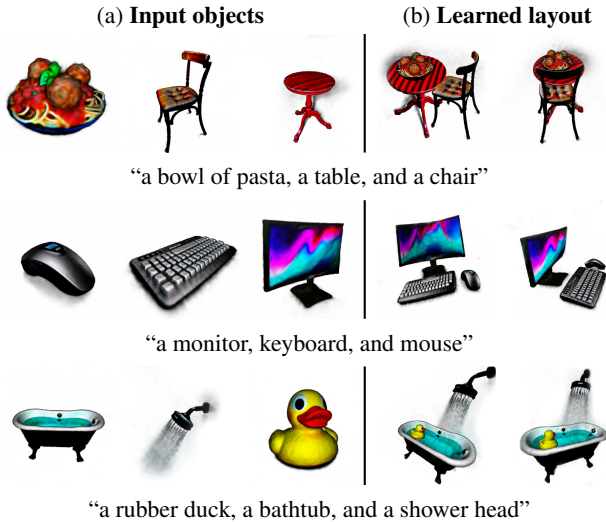 (a) Input objects
(b) Learned layout
“a bowl of pasta, a table, and a chair”
“a monitor, keyboard, and mouse”
“a rubber duck, a bathtub, and a shower head”